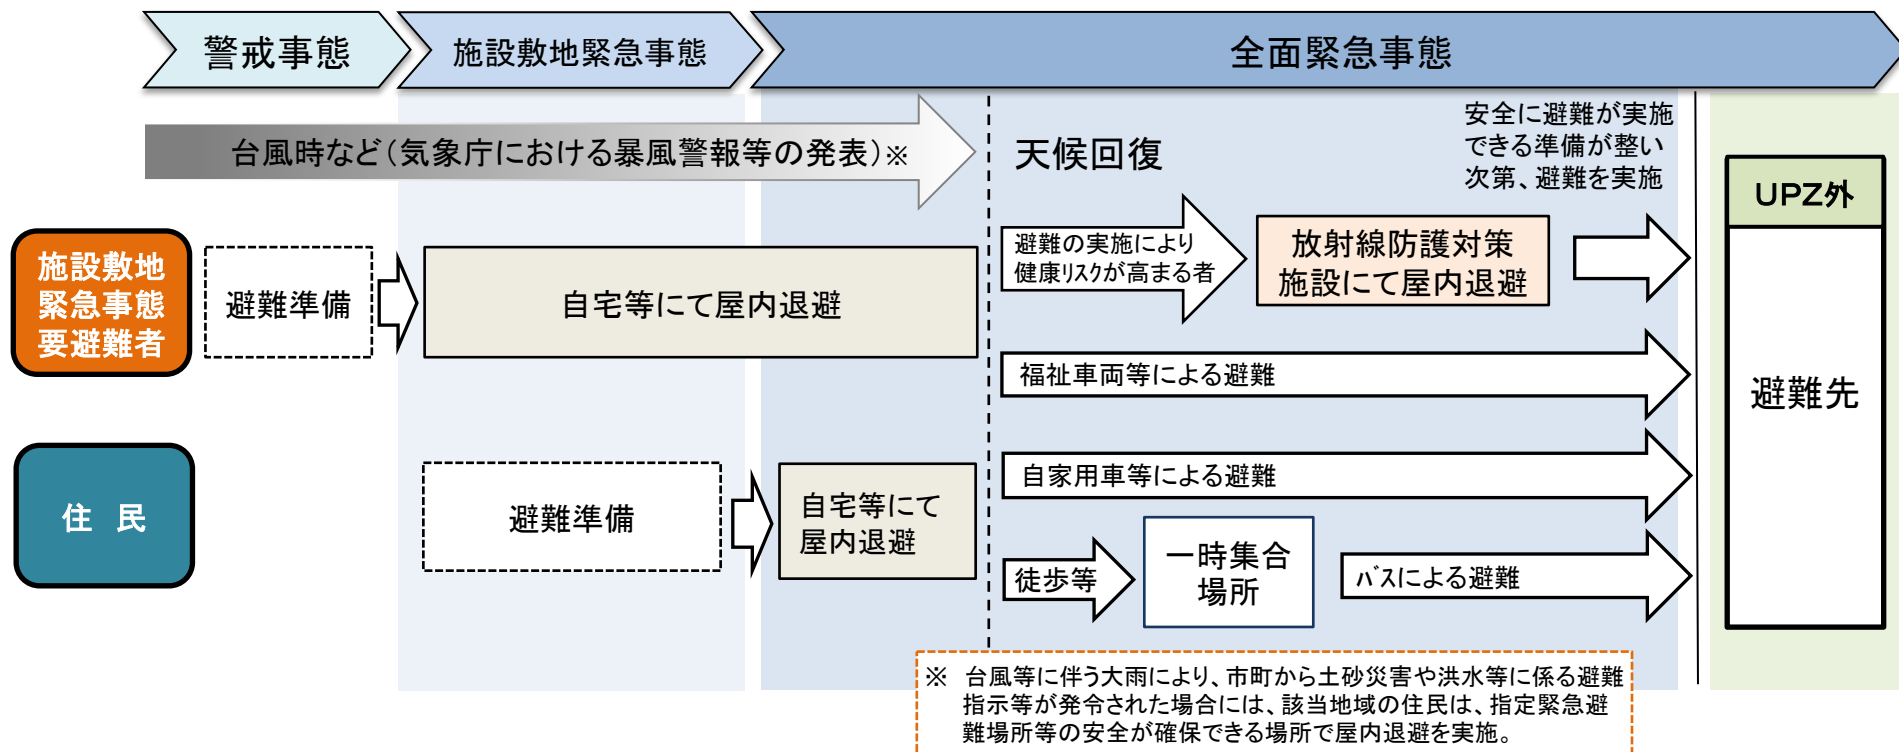 警戒事態
施設敷地緊急事態
全面緊急事態
台風時など（気象庁における暴風警報等の発表）※
天候回復
安全に避難が実施
できる準備が整い
次第、避難を実施
UPZ外
避難先
施設敷地
緊急事態
要避難者
避難準備
自宅等にて屋内退避
避難の実施により
健康リスクが高まる者
放射線防護対策
施設にて屋内退避
福祉車両等による避難
住　民
避難準備
自宅等にて
屋内退避
自家用車等による避難
徒歩等
一時集合
場所
バスによる避難
※　台風等に伴う大雨により、市町から土砂災害や洪水等に係る避難
指示等が発令された場合には、該当地域の住民は、指定緊急避
難場所等の安全が確保できる場所で屋内退避を実施。